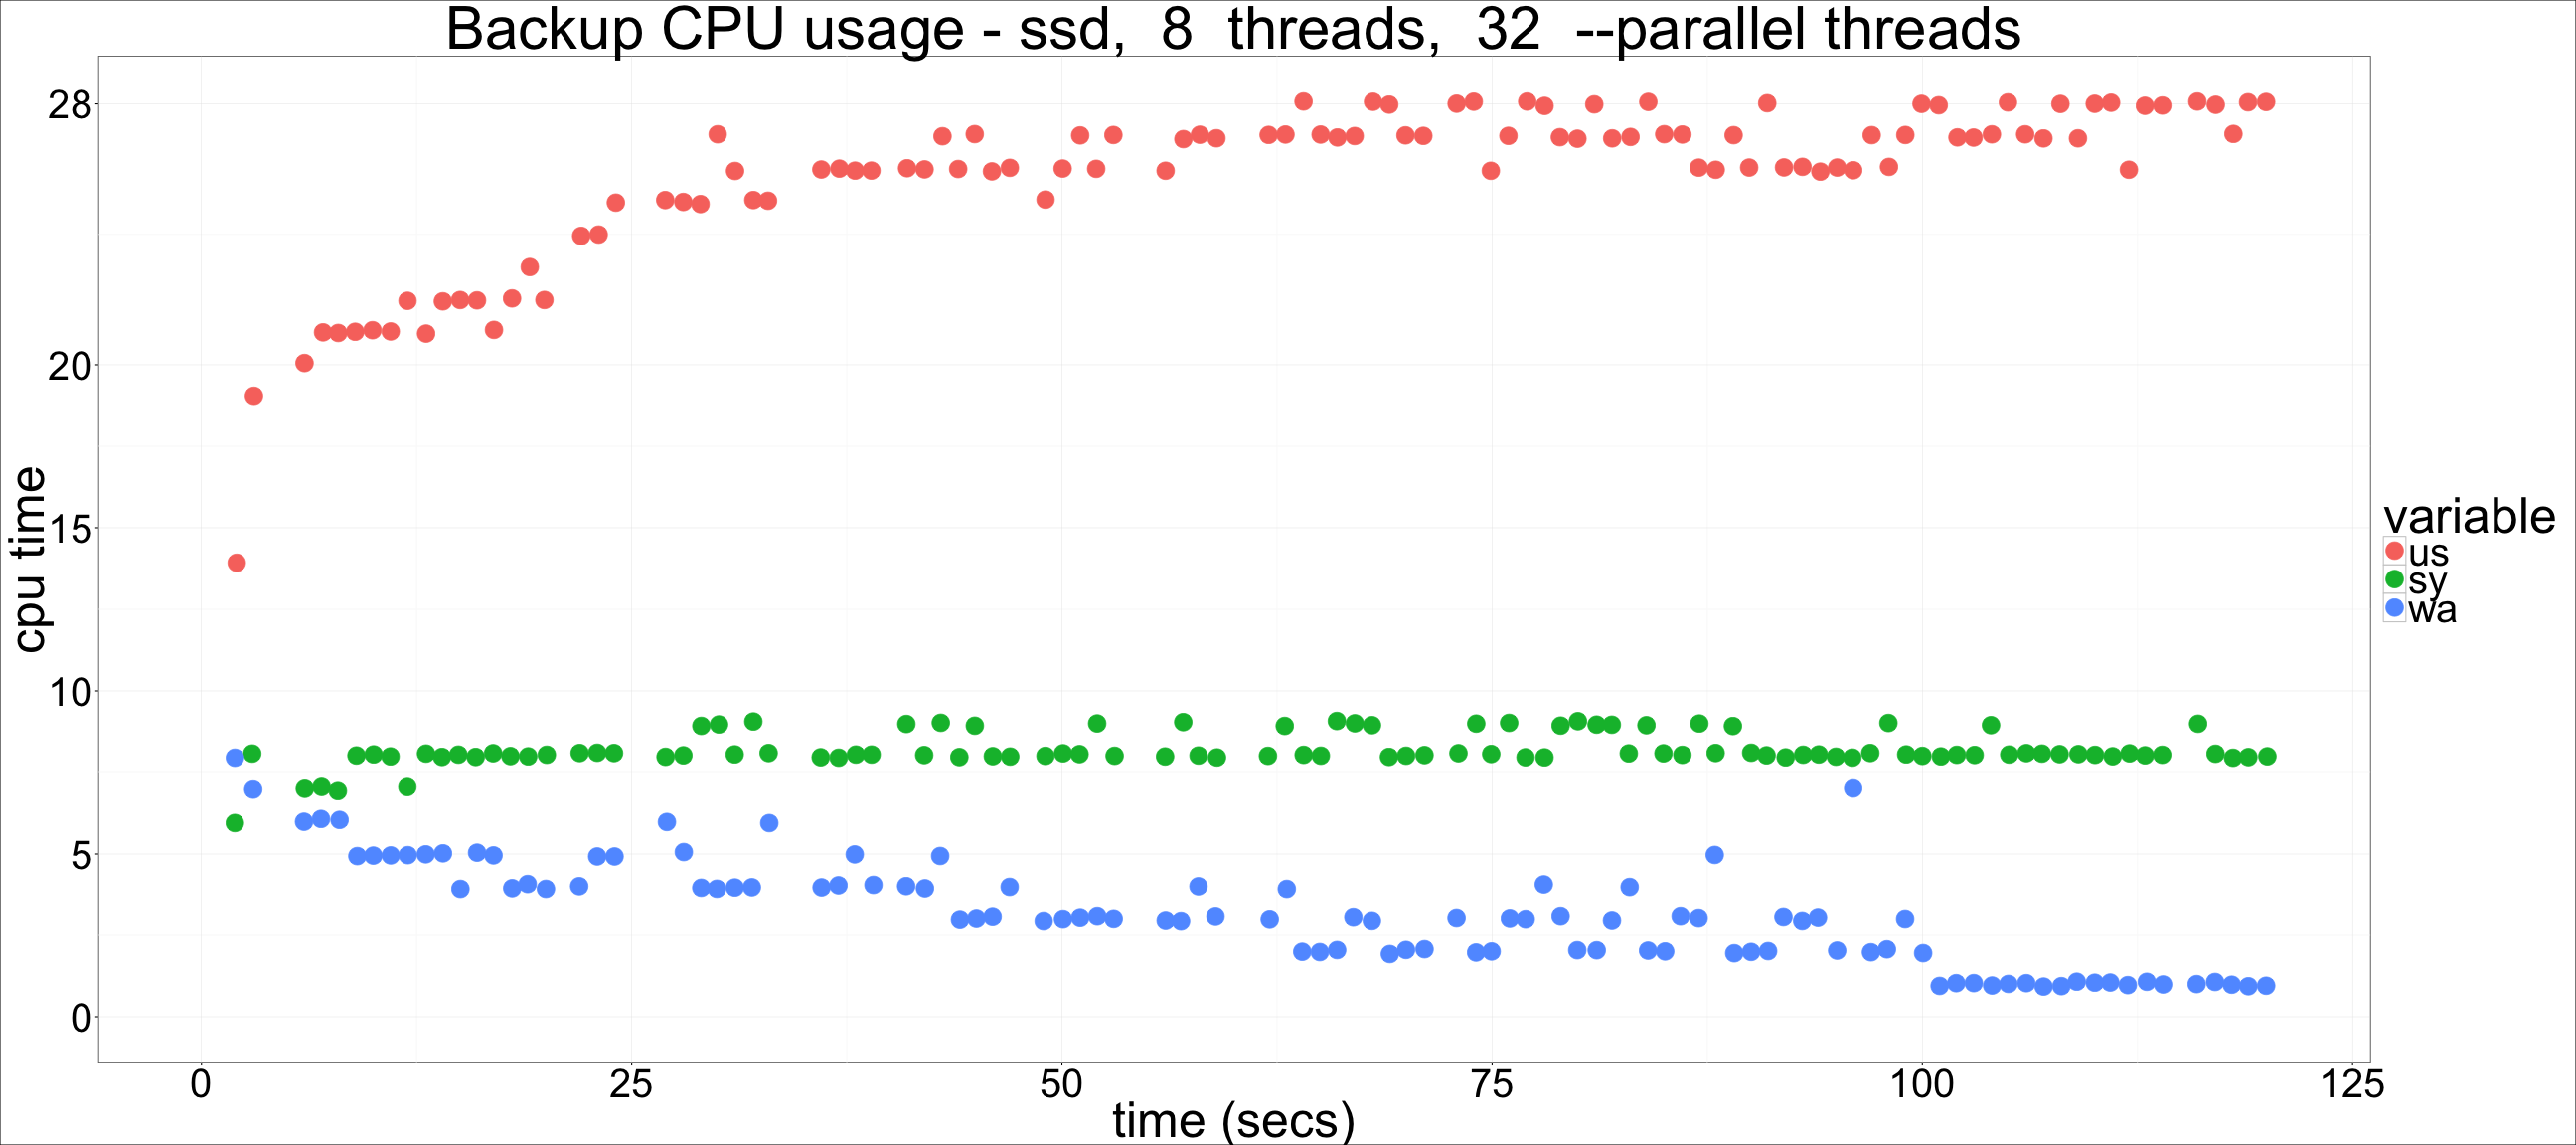 Backup CPU usage - ssd,  8  threads,  32  --parallel threads
28
20
15
10
5
0
cpu time
0 25 50 75 100 125
time (secs)
variable
us
sy
wa